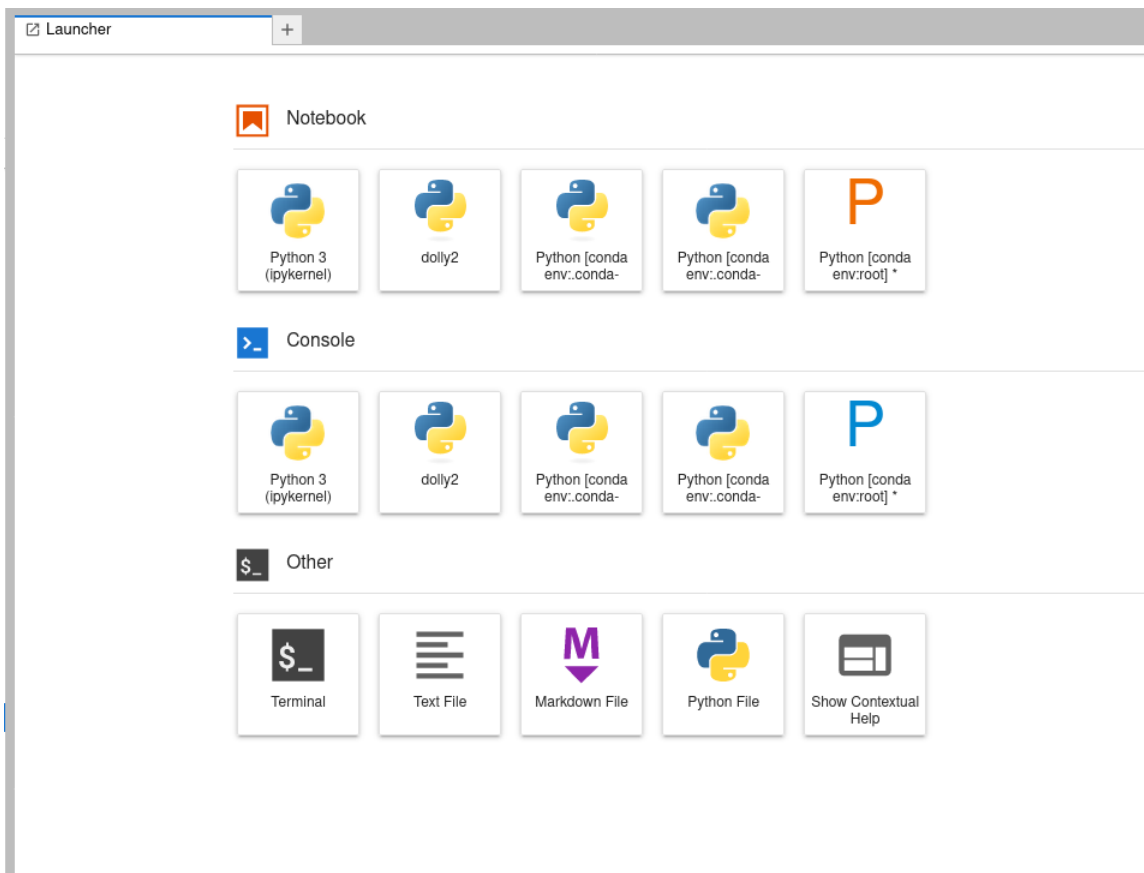 Launcher
+
Notebook
Python 3
(ipykernel)
dolly2
Python [conda
env:.conda-
Python [conda
env:.conda-
P
Python [conda
env:root] *
Console
Python 3
(ipykernel)
dolly2
Python [conda
env:.conda-
Python [conda
env:.conda-
P
Python [conda
env:root] *
$_
Other
$_
Terminal
Text File
M
Markdown File
Python File
Show Contextual
Help